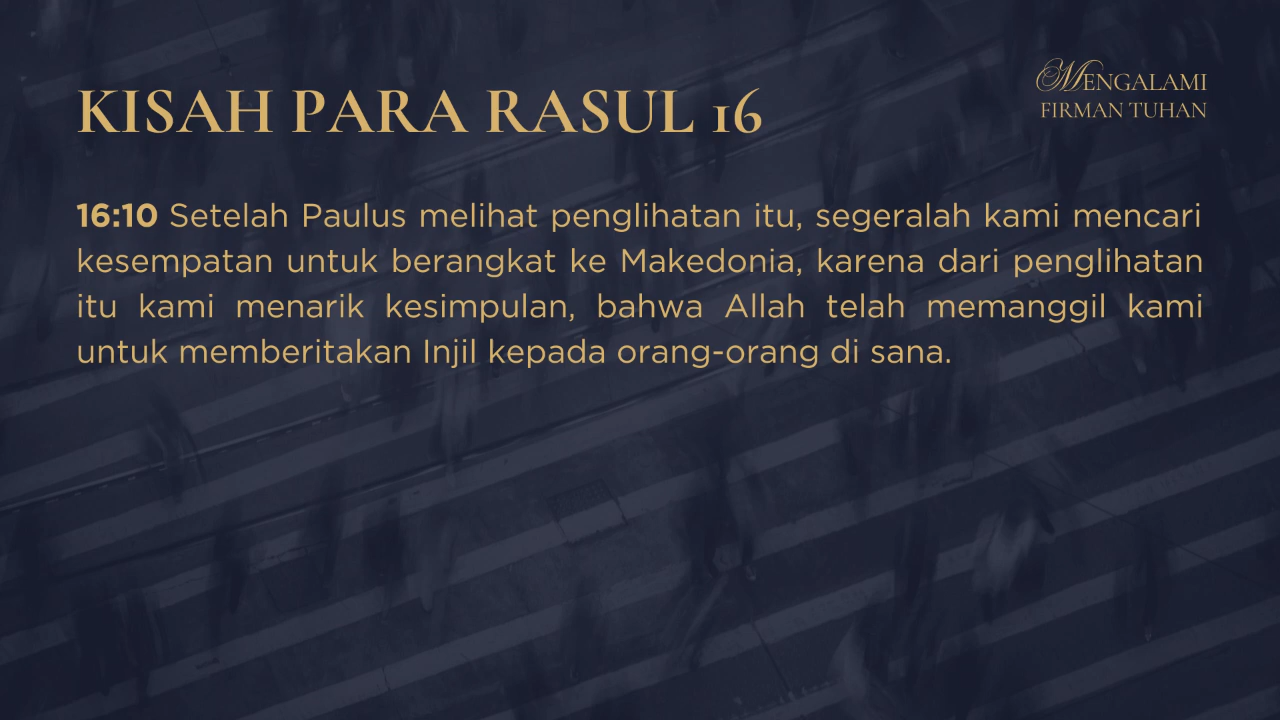 KISAH PARA RASUL 16
MENGALAMI
FIRMAN TUHAN
16:10 Setelah Paulus melihat penglihatan itu, segeralah kami mencari
kesempatan untuk berangkat ke Makedonia, karena dari penglihatan
itu kami menarik kesimpulan, bahwa Allah telah memanggil kami
untuk memberitakan Injil kepada orang-orang di sana.